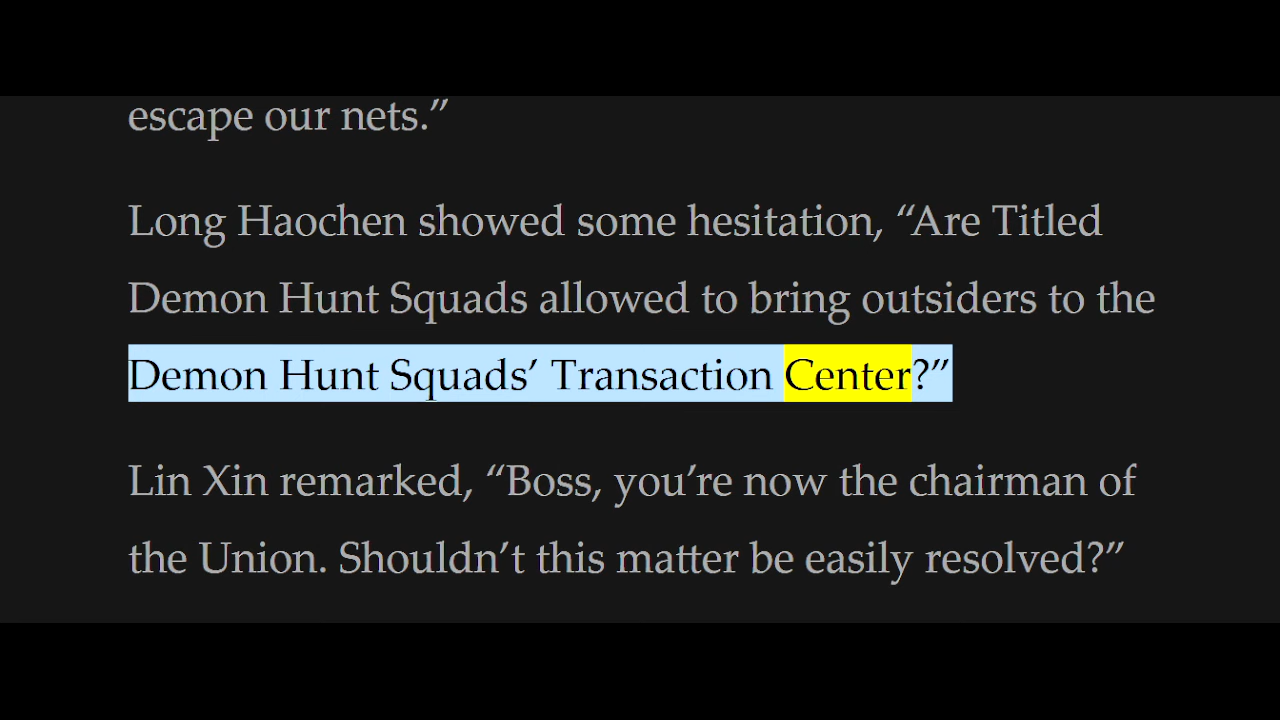 escape our nets.”
Long Haochen showed some hesitation, “Are Titled
Demon Hunt Squads allowed to bring outsiders to the
Demon Hunt Squads’ Transaction Center?”
Lin Xin remarked, “Boss, you’re now the chairman of
the Union. Shouldn’t this matter be easily resolved?”